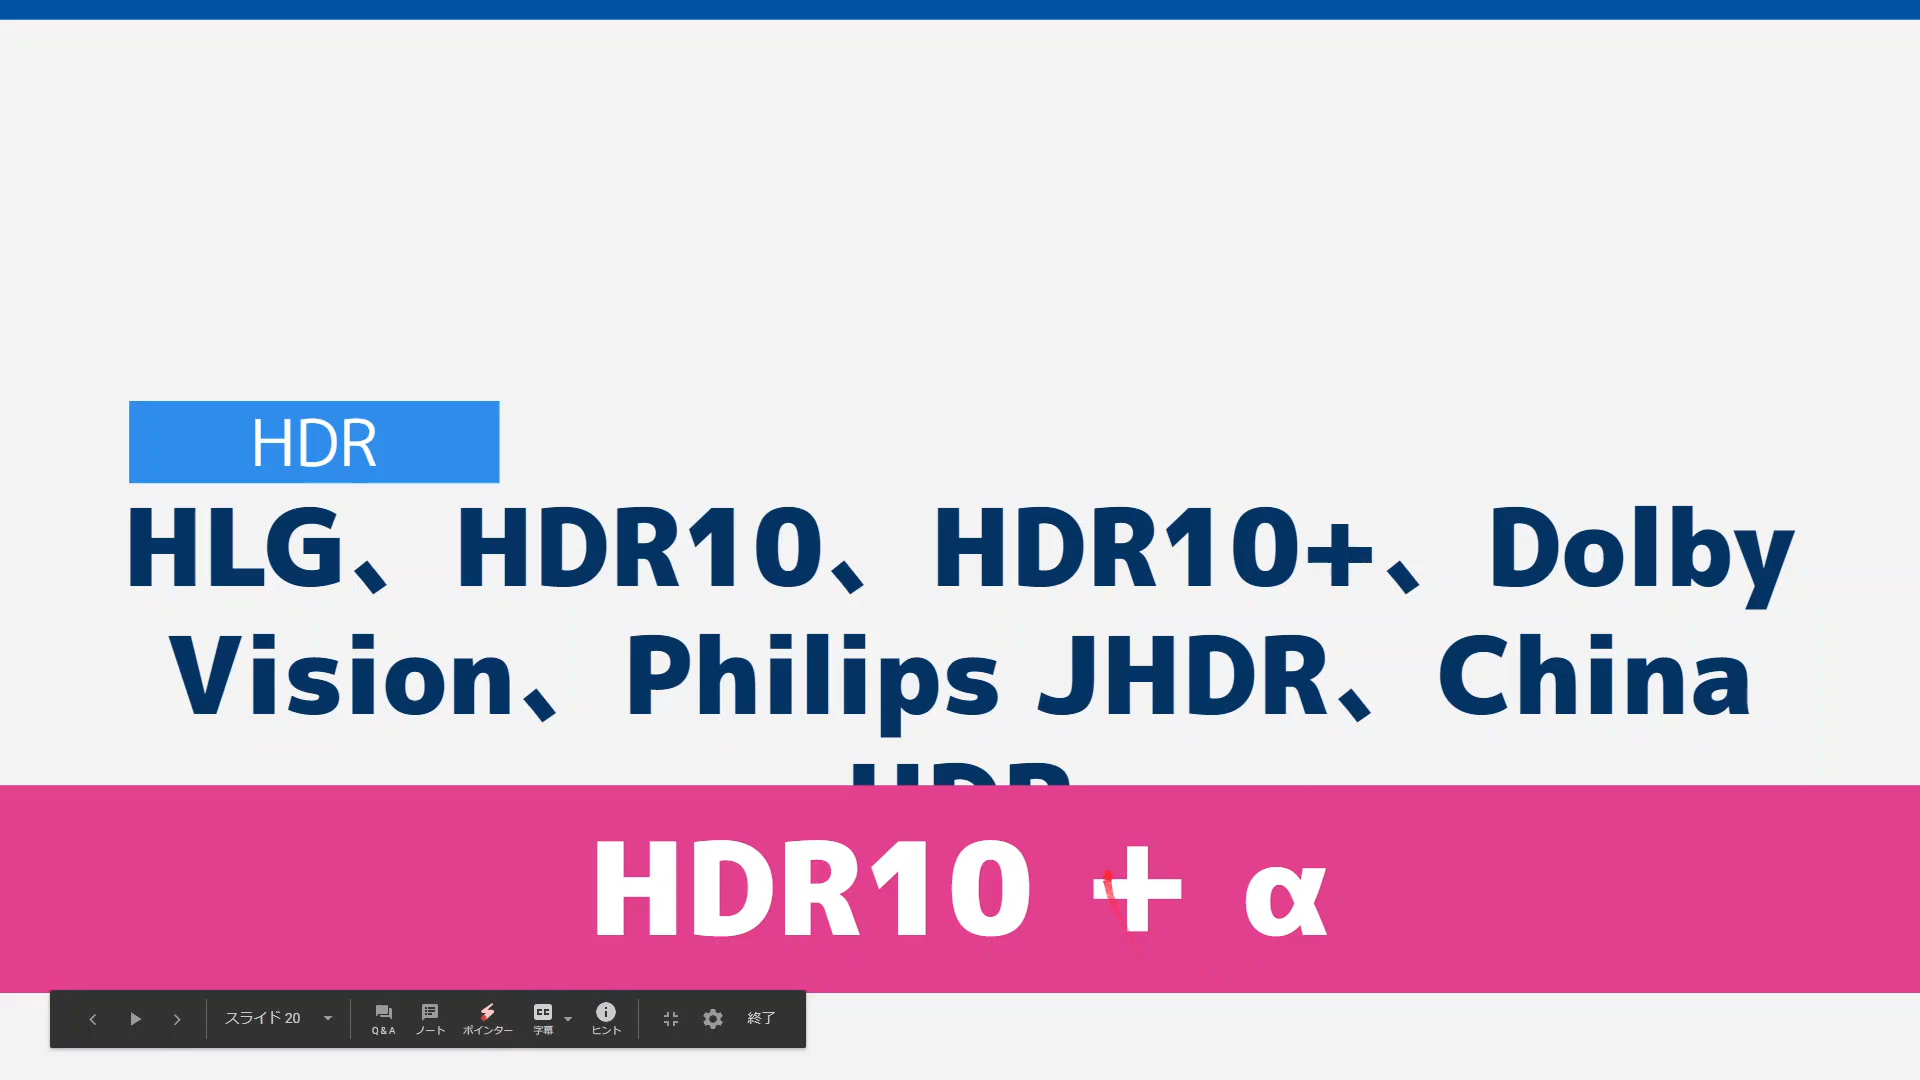 HDR
HLG、HDR10、HDR10+、Dolby
Vision、Philips JHDR、China
HDR
HDR10 + α
スライド 20
Q&A
ノート
ポインター
字幕
ヒント
終了